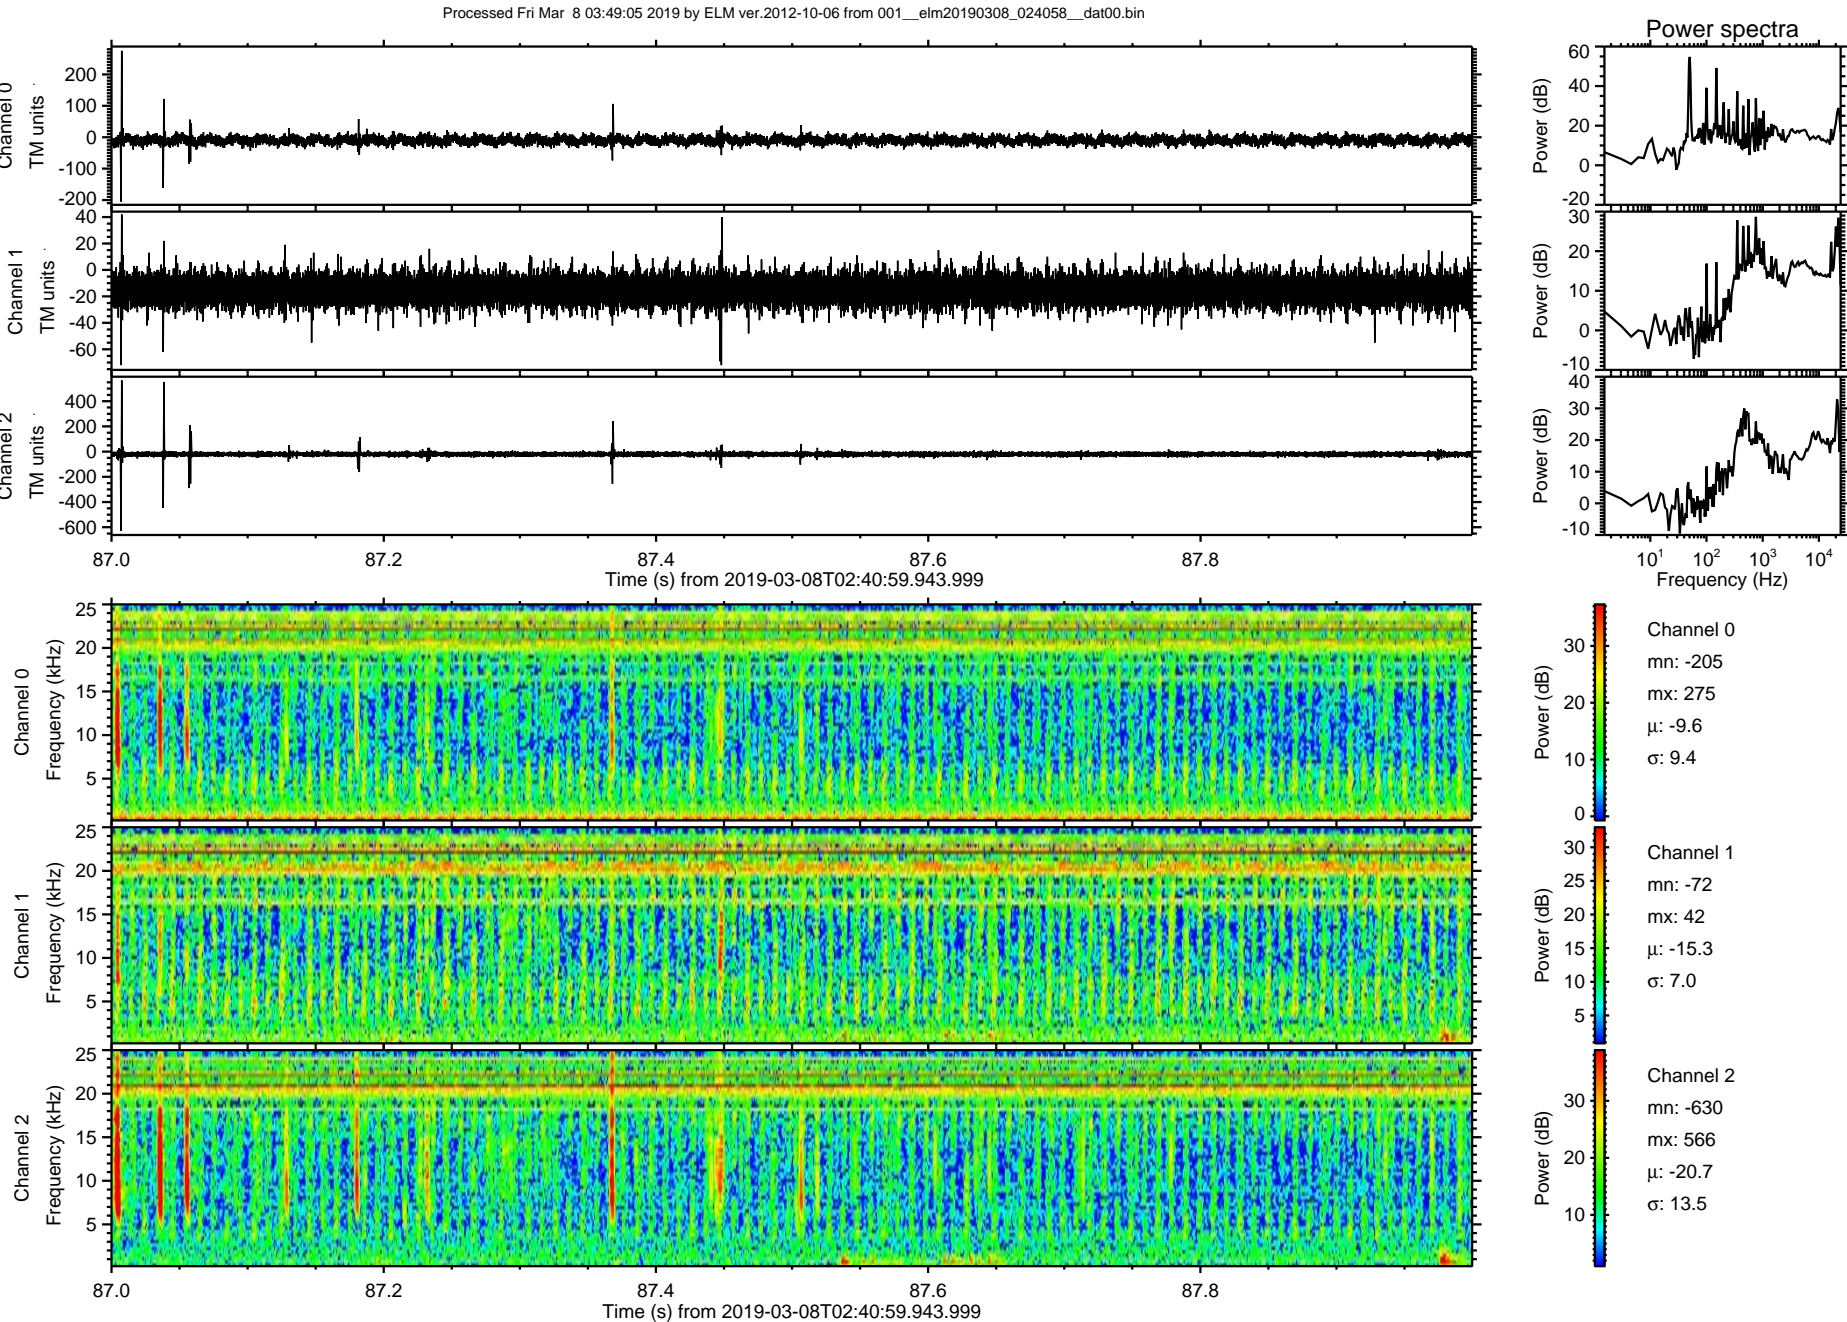 Processed Fri Mar 8 03:49:05 2019 by ELM ver.2012-10-06 from 001__elm20190308_024058__dat00.bin
Power spectra
Channel 0
TM units
200
100
0
-100
-200
Power (dB)
60
40
20
0
-20
Channel 1
TM units
40
20
0
-20
-40
-60
Power (dB)
30
20
10
0
-10
Channel 2
TM units
400
200
0
-200
-400
-600
Power (dB)
40
30
20
10
0
-10
87.0 87.2 87.4 87.6 87.8
Time (s) from 2019-03-08T02:40:59.943.999
10^1 10^2 10^3 10^4
Frequency (Hz)
Channel 0
Frequency (kHz)
25
20
15
10
5
Power (dB)
30
20
10
0
Channel 0
mn: -205
mx: 275
μ: -9.6
σ: 9.4
Channel 1
Frequency (kHz)
25
20
15
10
5
Power (dB)
30
25
20
15
10
5
Channel 1
mn: -72
mx: 42
μ: -15.3
σ: 7.0
Channel 2
Frequency (kHz)
25
20
15
10
5
Power (dB)
30
20
10
Channel 2
mn: -630
mx: 566
μ: -20.7
σ: 13.5
87.0 87.2 87.4 87.6 87.8
Time (s) from 2019-03-08T02:40:59.943.999